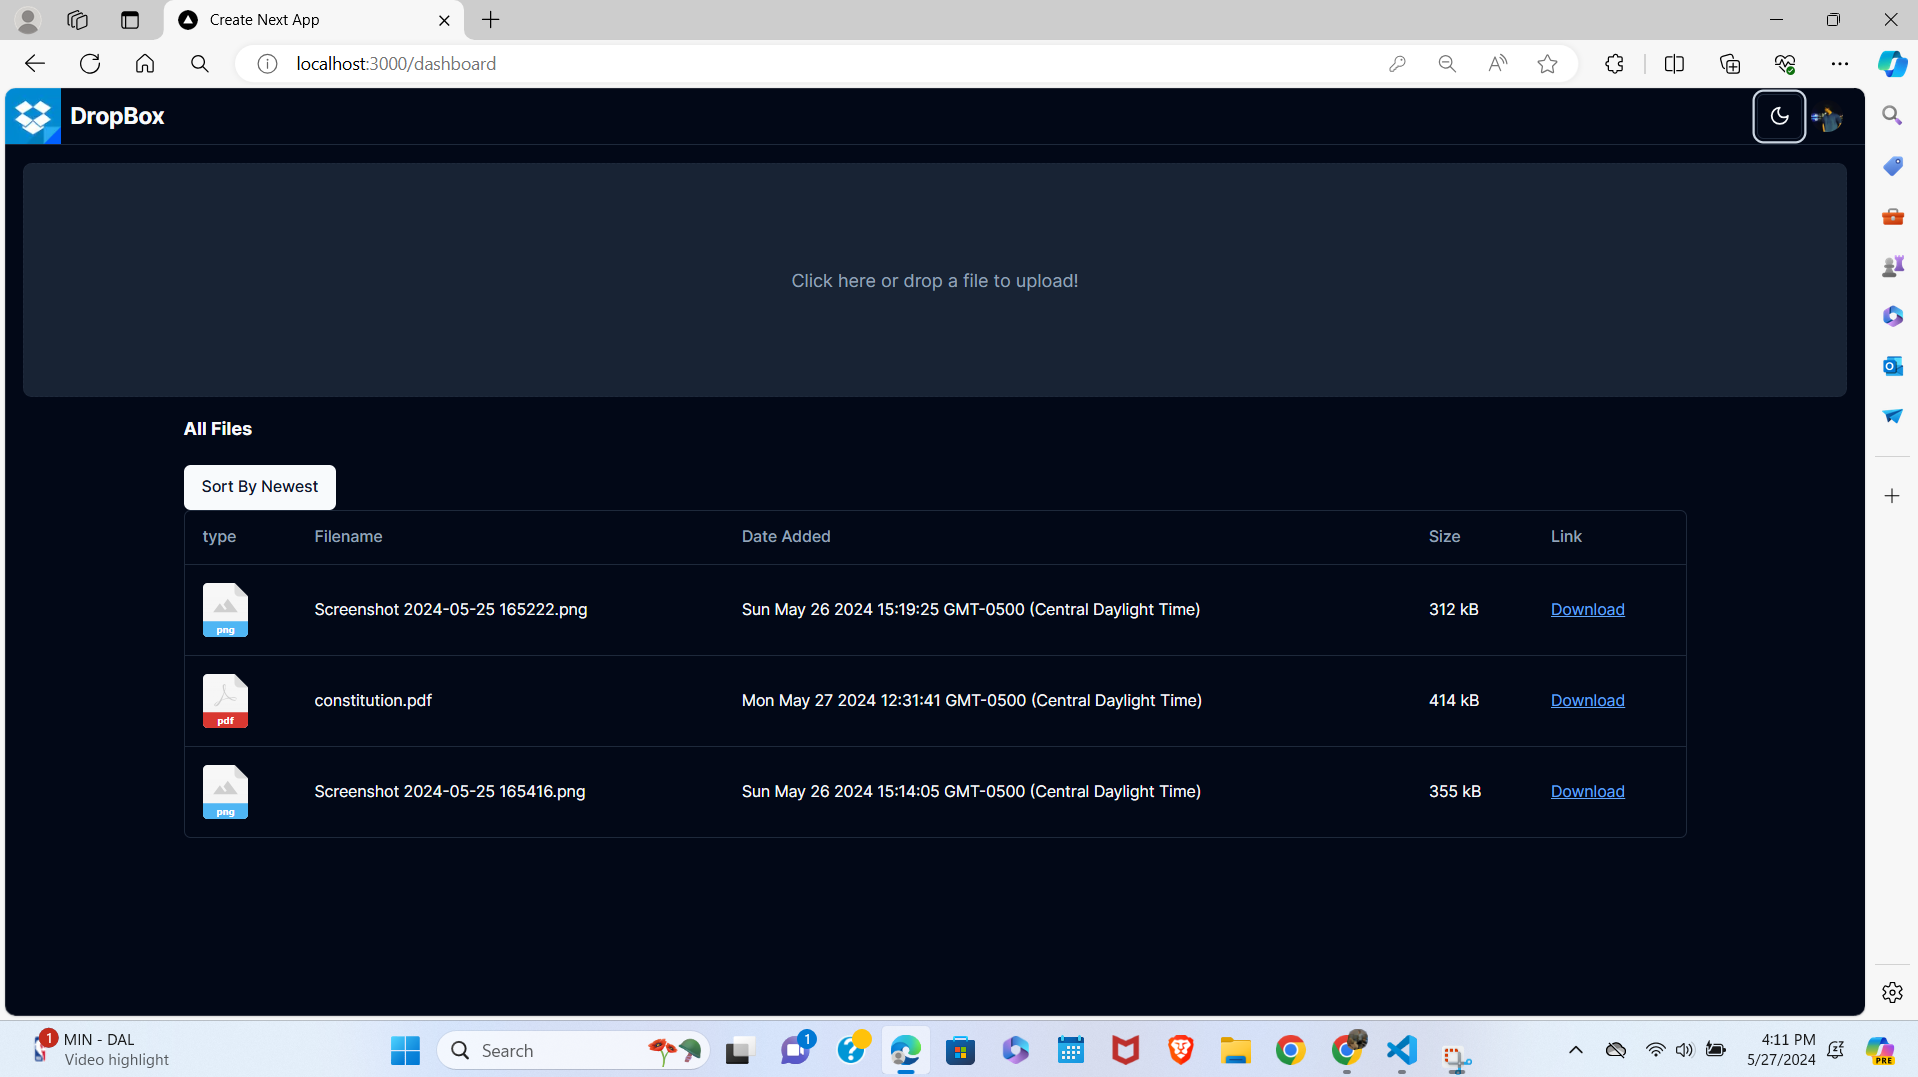 Create Next App
localhost:3000/dashboard
DropBox
Click here or drop a file to upload!
All Files
Sort By Newest
type Filename Date Added Size Link
png Screenshot 2024-05-25 165222.png Sun May 26 2024 15:19:25 GMT-0500 (Central Daylight Time) 312 kB Download
pdf constitution.pdf Mon May 27 2024 12:31:41 GMT-0500 (Central Daylight Time) 414 kB Download
png Screenshot 2024-05-25 165416.png Sun May 26 2024 15:14:05 GMT-0500 (Central Daylight Time) 355 kB Download
1 MIN - DAL
Video highlight
Search
1
4:11 PM
5/27/2024
PRE